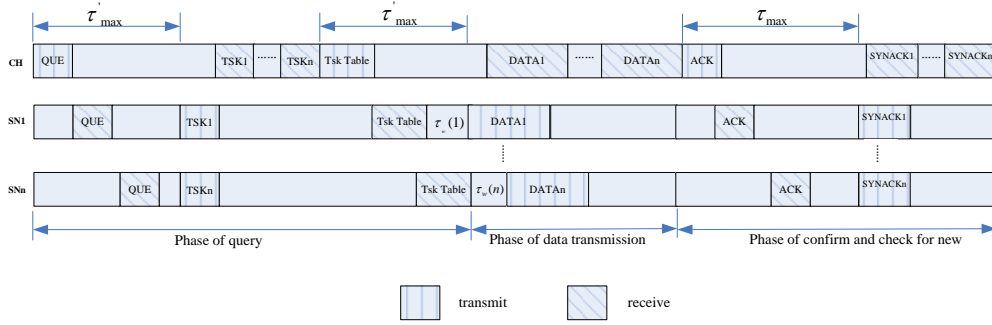 τ'max τ'max τmax
CH QUE TSK1 ...... TSKn Tsk Table DATA1 ...... DATAn ACK SYNACK1 ...... SYNACKn
SN1 QUE TSK1 Tsk Table τw(1) DATA1 ACK SYNACK1
SNn QUE TSKn Tsk Table τw(n) DATAn ACK SYNACKn
Phase of query Phase of data transmission Phase of confirm and check for new
transmit receive